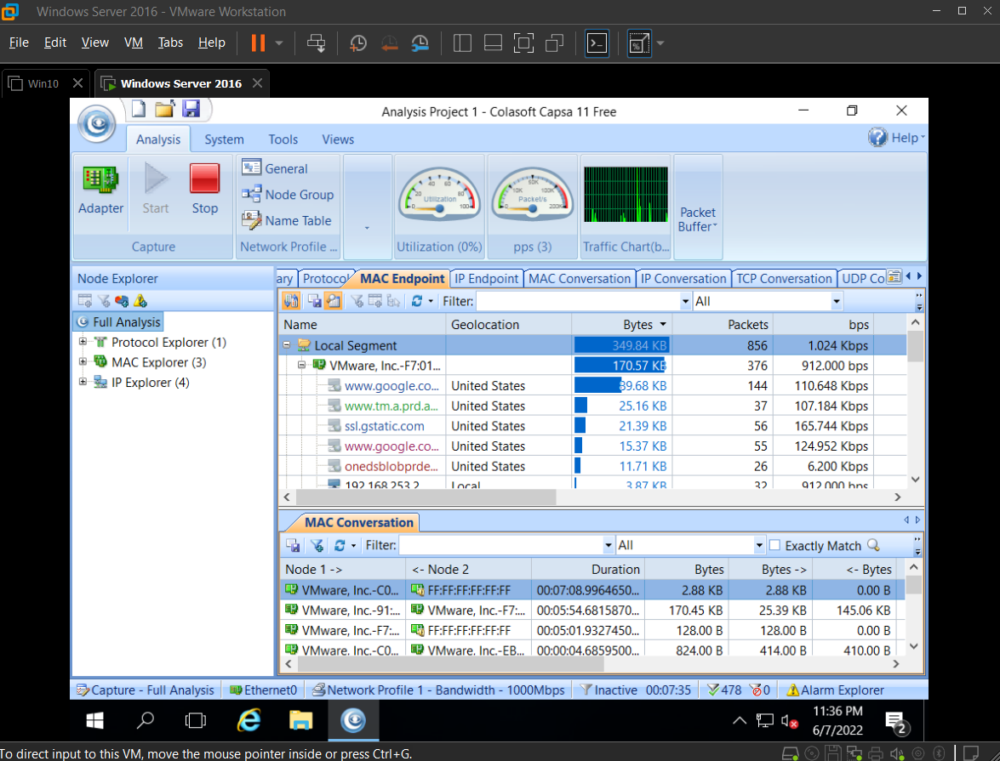 Windows Server 2016 - VMware Workstation
File Edit View VM Tabs Help
Win10 Windows Server 2016
Analysis Project 1 - Colasoft Capsa 11 Free
Analysis System Tools Views Help
Adapter Start Stop
Capture
General
Node Group
Name Table
Network Profile ...
Utilization
Utilization (0%)
Packet/s
pps (3)
Traffic Chart(b...
Packet Buffer
Node Explorer
Full Analysis
Protocol Explorer (1)
MAC Explorer (3)
IP Explorer (4)
ary Protocol MAC Endpoint IP Endpoint MAC Conversation IP Conversation TCP Conversation UDP Co
Filter: All
Name Geolocation Bytes Packets bps
Local Segment 349.84 KB 856 1.024 Kbps
VMware, Inc.-F7:01... 170.57 KB 376 912.000 bps
www.google.co... United States 89.68 KB 144 110.648 Kbps
www.tm.a.prd.a... United States 25.16 KB 37 107.184 Kbps
ssl.gstatic.com United States 21.39 KB 56 165.744 Kbps
www.google.co... United States 15.37 KB 55 124.952 Kbps
onedsblobprde... United States 11.71 KB 26 6.200 Kbps
192.168.253.2 Local 3.87 KB 32 912.000 bps
MAC Conversation
Filter: All Exactly Match
Node 1 -> <- Node 2 Duration Bytes Bytes -> <- Bytes
VMware, Inc.-C0... FF:FF:FF:FF:FF:FF 00:07:08.9964650... 2.88 KB 2.88 KB 0.00 B
VMware, Inc.-91:... VMware, Inc.-F7:... 00:05:54.6815870... 170.45 KB 25.39 KB 145.06 KB
VMware, Inc.-F7:... FF:FF:FF:FF:FF:FF 00:05:01.9327450... 128.00 B 128.00 B 0.00 B
VMware, Inc.-C0... VMware, Inc.-EB... 00:00:04.6859500... 824.00 B 414.00 B 410.00 B
Capture - Full Analysis Ethernet0 Network Profile 1 - Bandwidth - 1000Mbps Inactive 00:07:35 478 0 Alarm Explorer
11:36 PM
6/7/2022
2
To direct input to this VM, move the mouse pointer inside or press Ctrl+G.